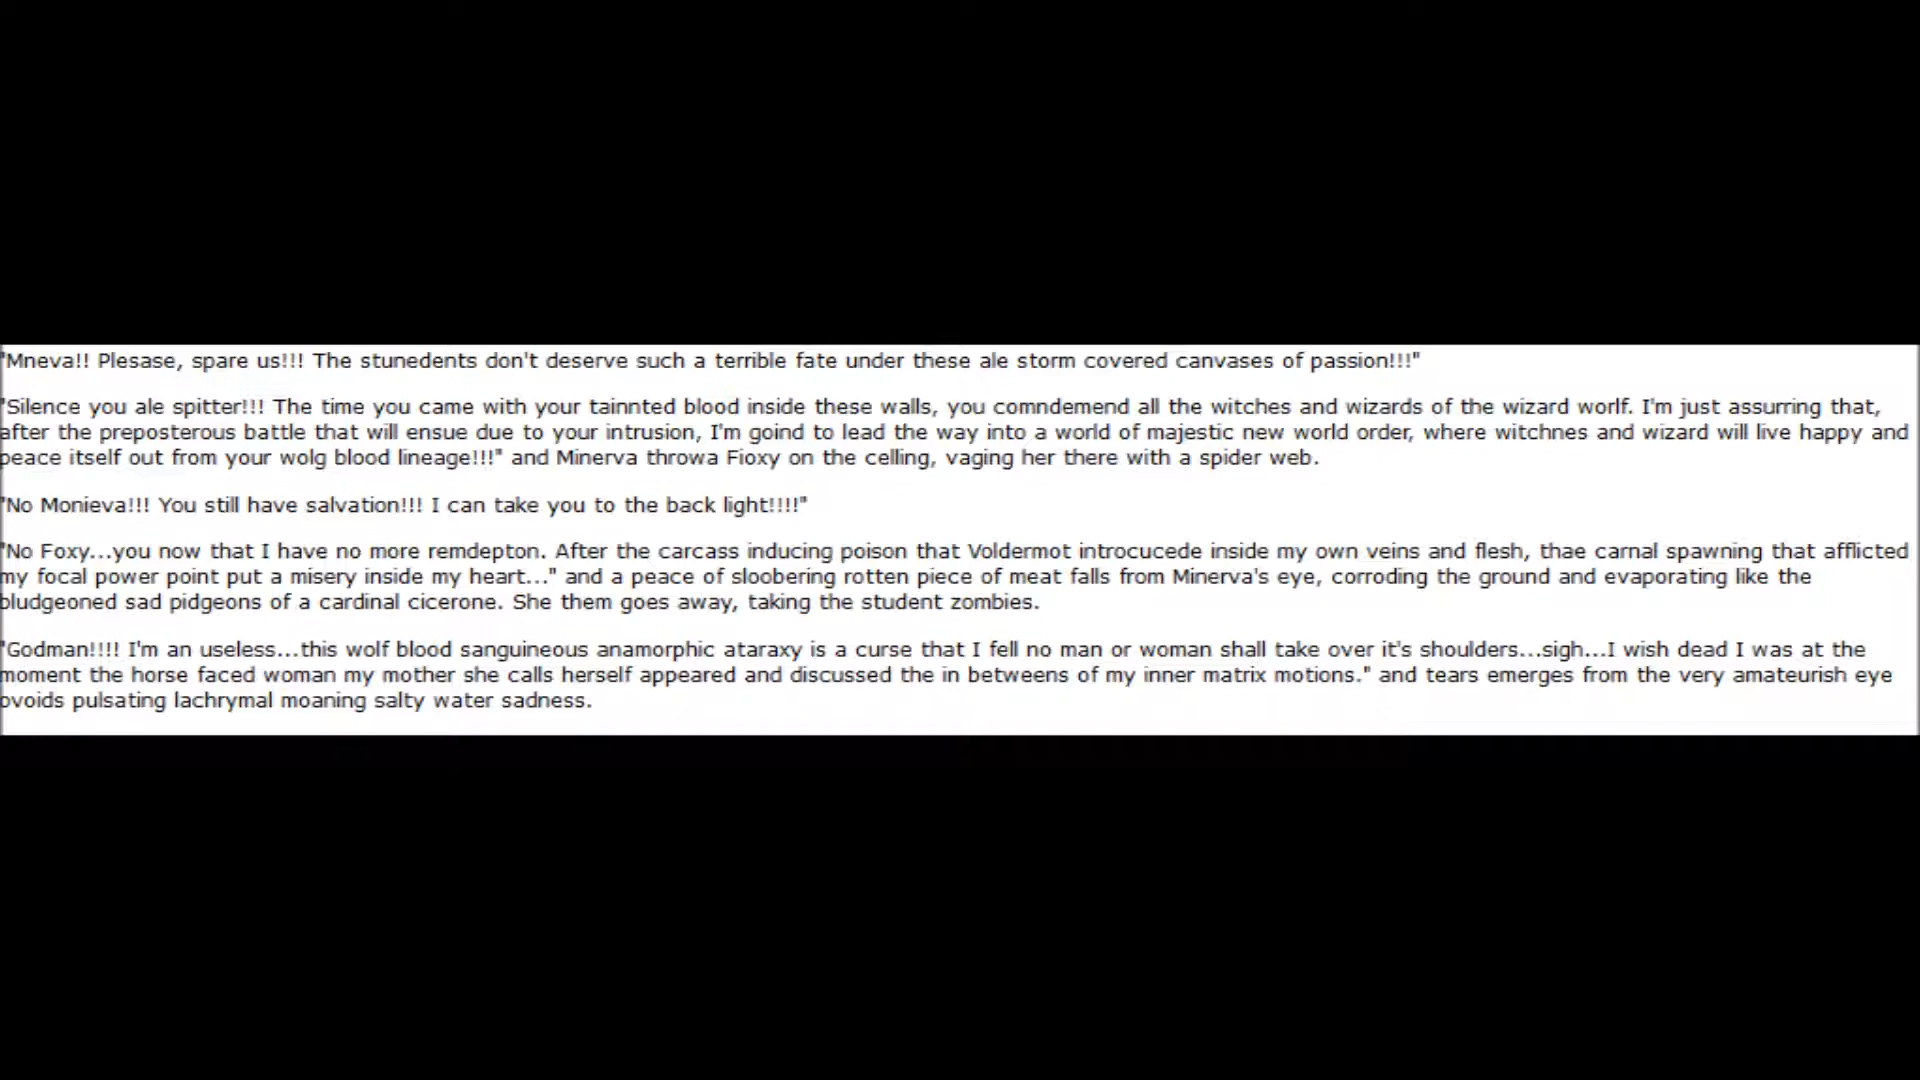 "Mneva!! Plesase, spare us!!! The stunedents don't deserve such a terrible fate under these ale storm covered canvases of passion!!!"
"Silence you ale spitter!!! The time you came with your tainnted blood inside these walls, you comndemend all the witches and wizards of the wizard worlf. I'm just assurring that,
after the preposterous battle that will ensue due to your intrusion, I'm goind to lead the way into a world of majestic new world order, where witchnes and wizard will live happy and
peace itself out from your wolg blood lineage!!!" and Minerva throwa Fioxy on the celling, vaging her there with a spider web.
"No Monieva!!! You still have salvation!!! I can take you to the back light!!!!"
"No Foxy...you now that I have no more remdepton. After the carcass inducing poison that Voldermot introcucede inside my own veins and flesh, thae carnal spawning that afflicted
my focal power point put a misery inside my heart..." and a peace of sloobering rotten piece of meat falls from Minerva's eye, corroding the ground and evaporating like the
bludgeoned sad pidgeons of a cardinal cicerone. She them goes away, taking the student zombies.
"Godman!!!! I'm an useless...this wolf blood sanguineous anamorphic ataraxy is a curse that I fell no man or woman shall take over it's shoulders...sigh...I wish dead I was at the
moment the horse faced woman my mother she calls herself appeared and discussed the in betweens of my inner matrix motions." and tears emerges from the very amateurish eye
ovoids pulsating lachrymal moaning salty water sadness.